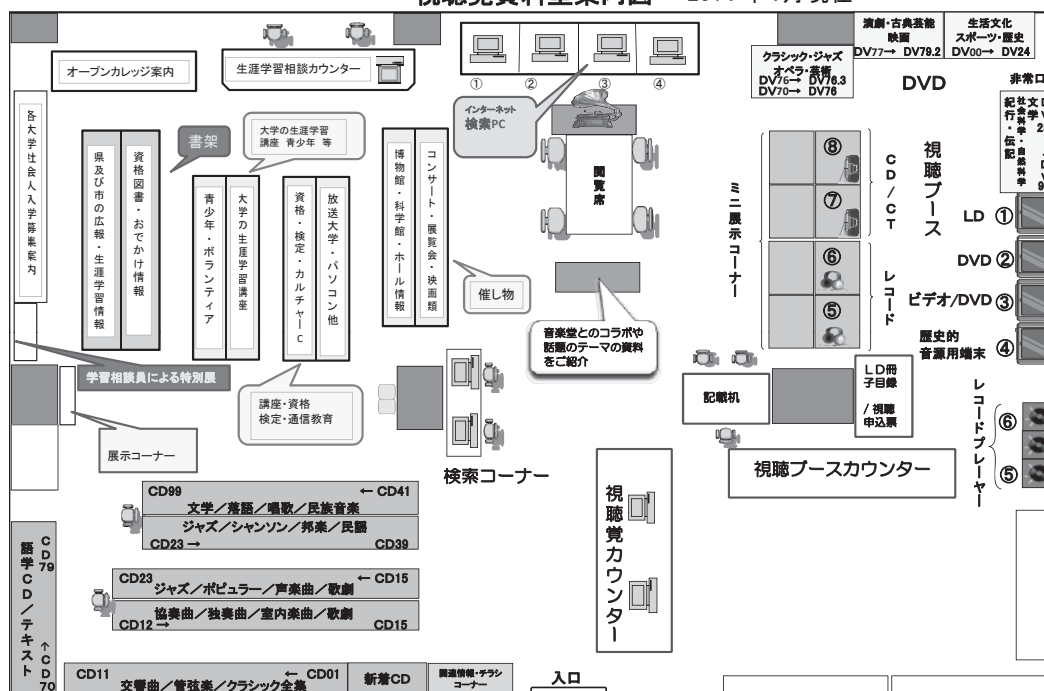 オープンカレッジ案内
生涯学習相談カウンター
①
②
③
④
インターネット
検索PC
クラシック・ジャズ
オペラ・芸術
DV76→ DV76.3
DV70→ DV76
演劇・古典芸能
映画
DV77→ DV79.2
生活文化
スポーツ・歴史
DV00→ DV24
DVD
非常口
紀行・伝記
社会科学・自然科学
文学
各大学社会人入学募集案内
県及び市の広報・生涯学習情報
資格図書・おでかけ情報
書架
大学の生涯学習
講座 青少年 等
青少年・ボランティア
大学の生涯学習講座
資格・検定・カルチャーC
放送大学・パソコン他
博物館・科学館・ホール情報
コンサート・展覧会・映画類
催し物
閲覧席
音楽堂とのコラボや
話題のテーマの資料
をご紹介
ミニ展示コーナー
⑧
⑦
⑥
⑤
CD/CT
レコード
視聴ブース
LD ①
DVD ②
ビデオ/DVD ③
歴史的
音源用端末 ④
レコードプレーヤー
⑥
⑤
学習相談員による特別展
講座・資格
検定・通信教育
展示コーナー
検索コーナー
記載机
LD冊
子目録
/視聴
申込票
視聴ブースカウンター
視聴覚カウンター
CD99 ← CD41
文学/落語/唱歌/民族音楽
ジャズ/シャンソン/邦楽/民謡
CD23 → CD39
CD23 ← CD15
ジャズ/ポピュラー/声楽曲/歌劇
協奏曲/独奏曲/室内楽曲/歌劇
CD12 → CD15
語学CD/テキスト
CD79
↑CD70
CD11 ← CD01
交響曲/管弦楽/クラシック全集
新着CD
関連情報・チラシ
コーナー
入口